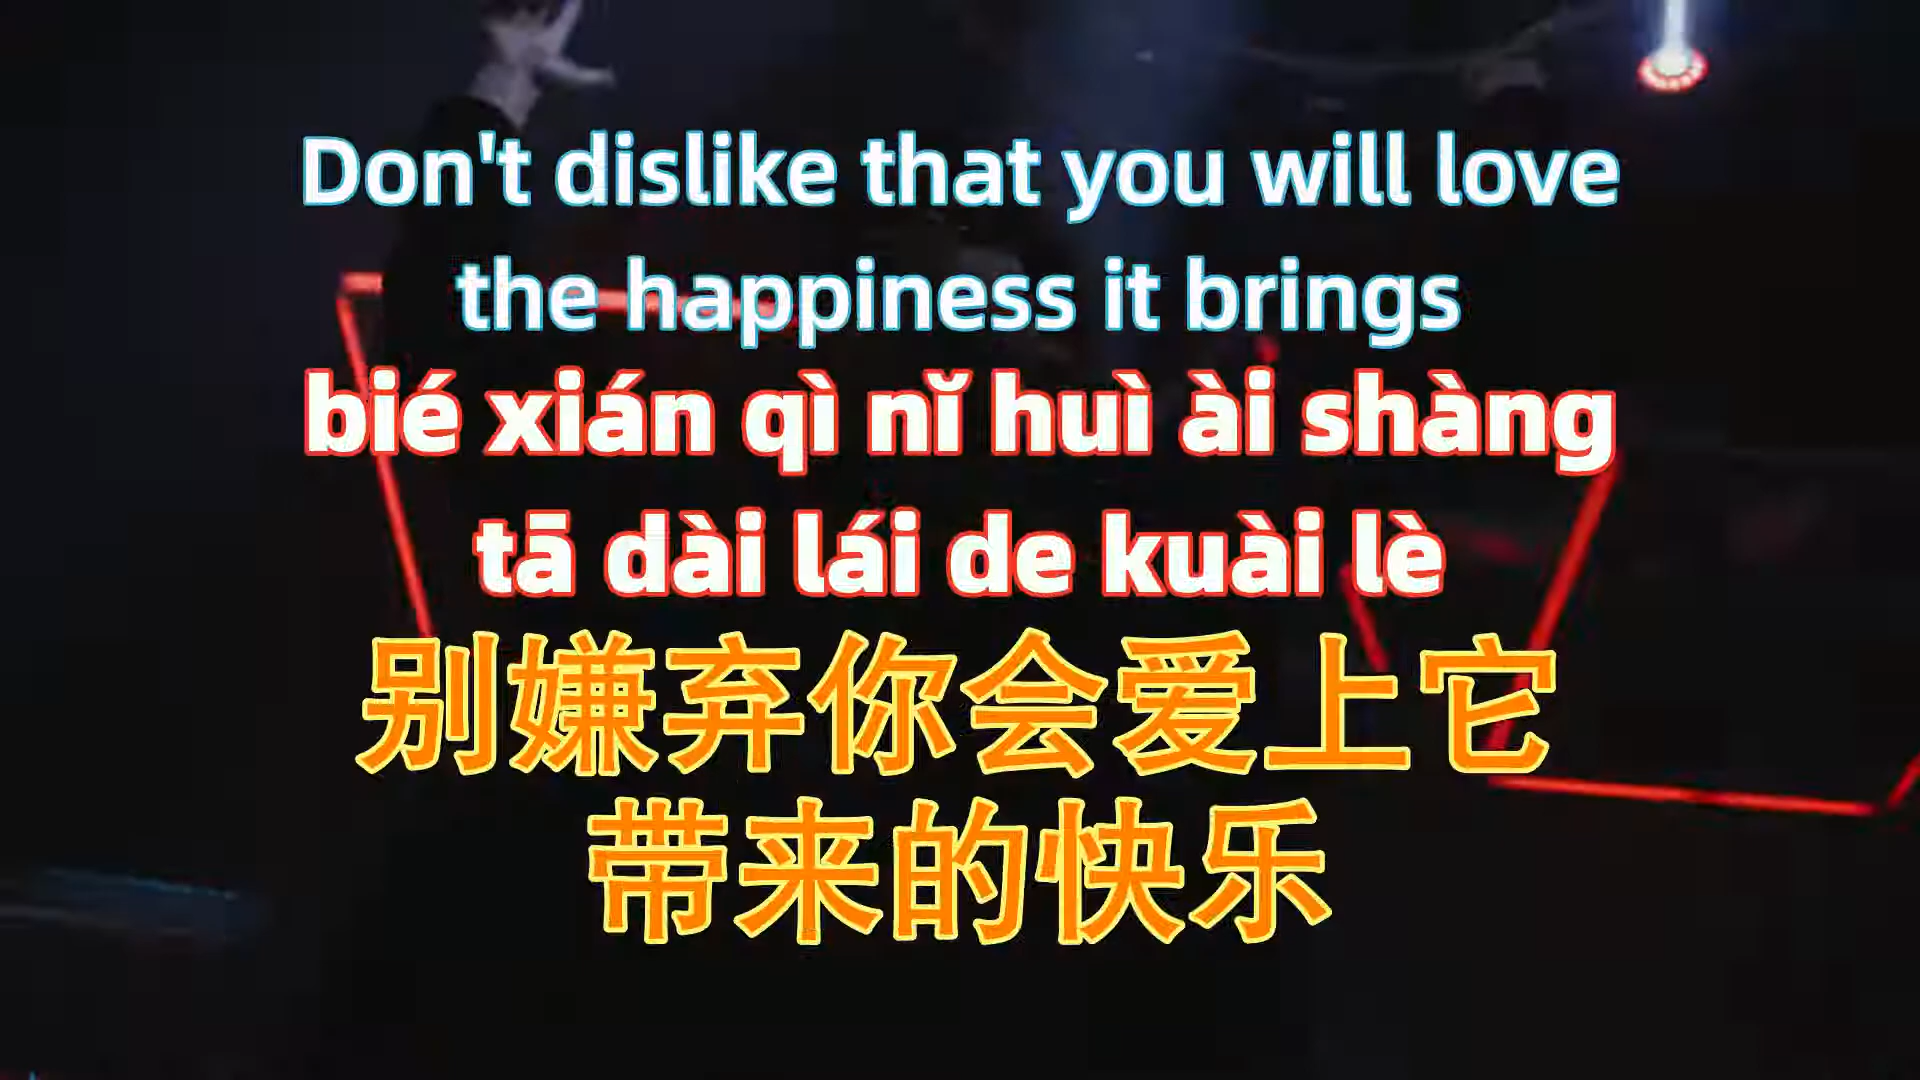 Don't dislike that you will love
the happiness it brings
bié xián qì nǐ huì ài shàng
tā dài lái de kuài lè
别嫌弃你会爱上它
带来的快乐